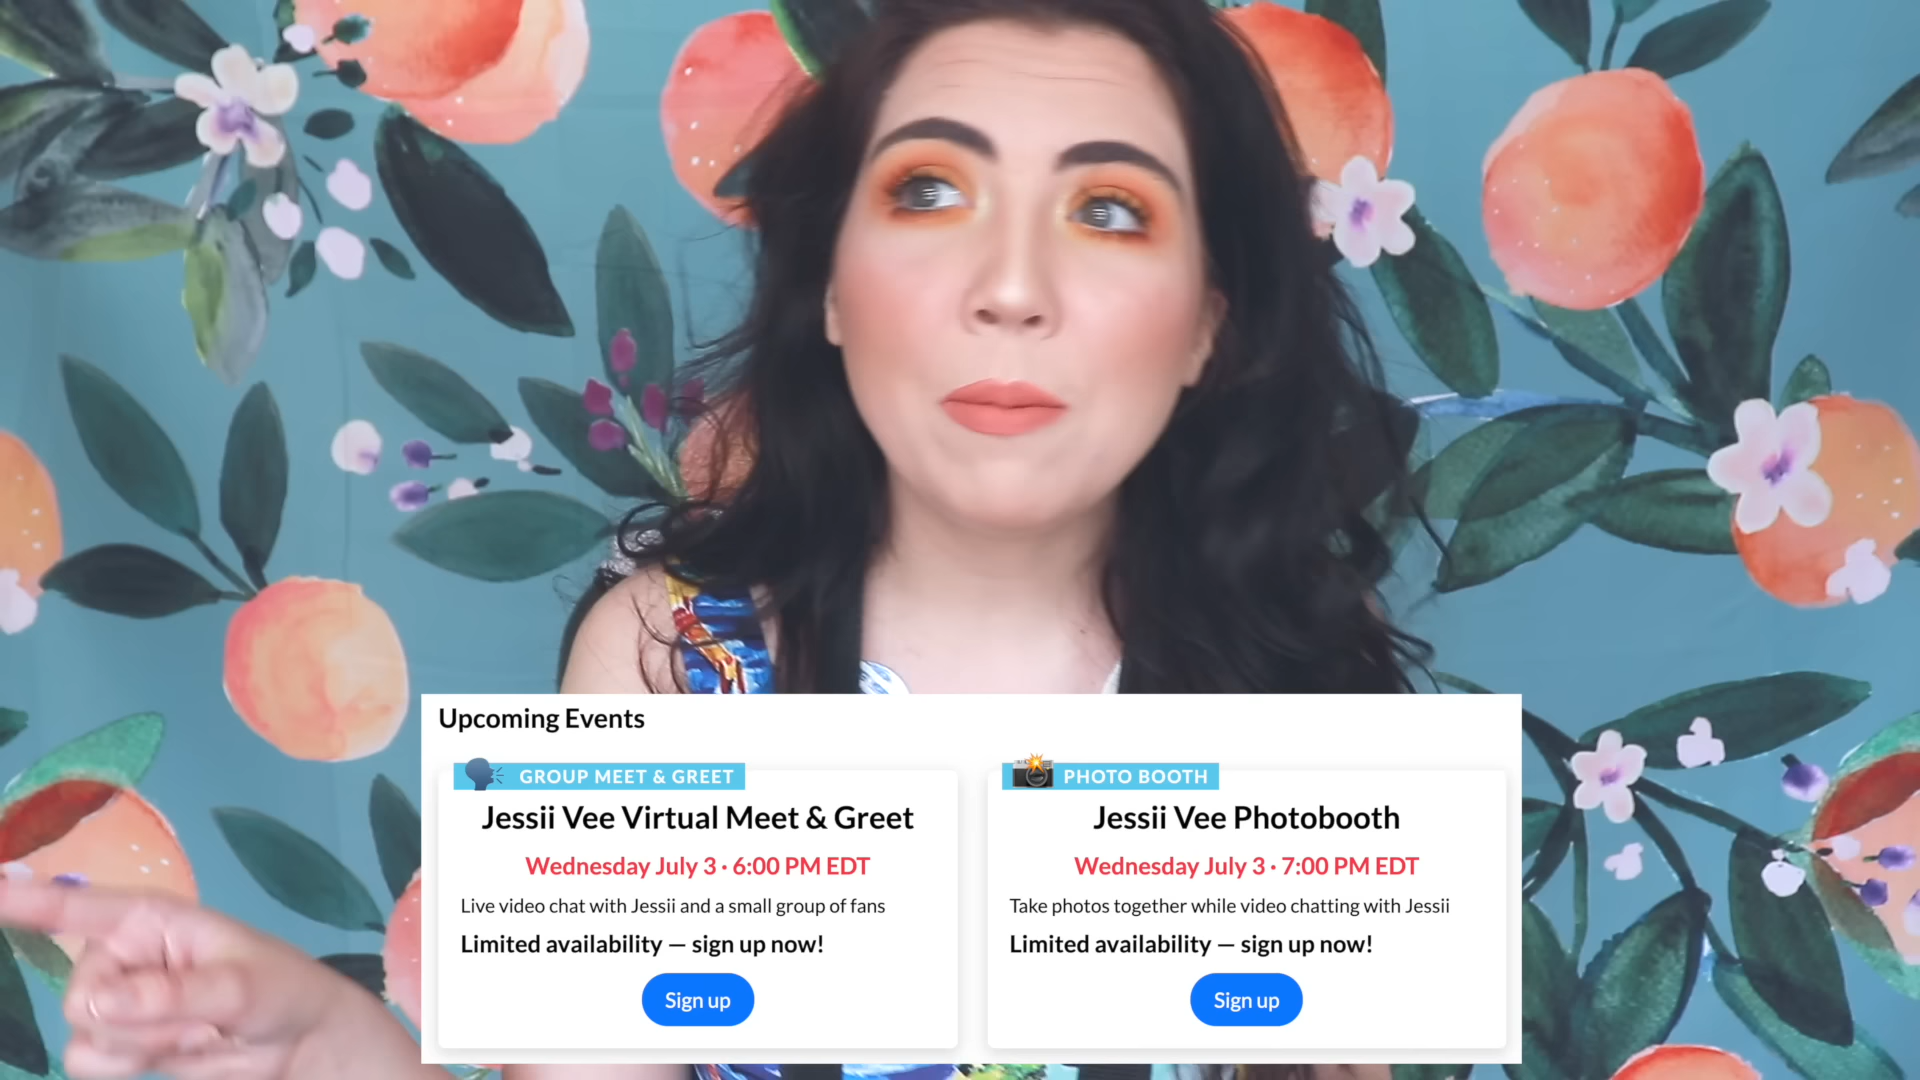 Upcoming Events
GROUP MEET & GREET
Jessii Vee Virtual Meet & Greet
Wednesday July 3 · 6:00 PM EDT
Live video chat with Jessii and a small group of fans
Limited availability — sign up now!
Sign up
PHOTO BOOTH
Jessii Vee Photobooth
Wednesday July 3 · 7:00 PM EDT
Take photos together while video chatting with Jessii
Limited availability — sign up now!
Sign up